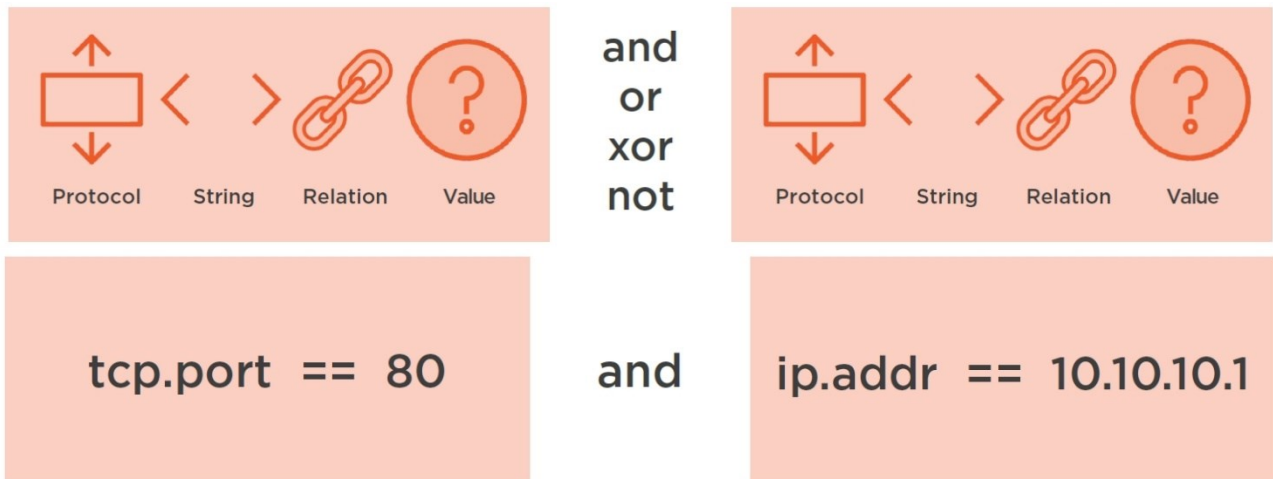 Protocol String Relation Value
and
or
xor
not
Protocol String Relation Value
tcp.port == 80
and
ip.addr == 10.10.10.1